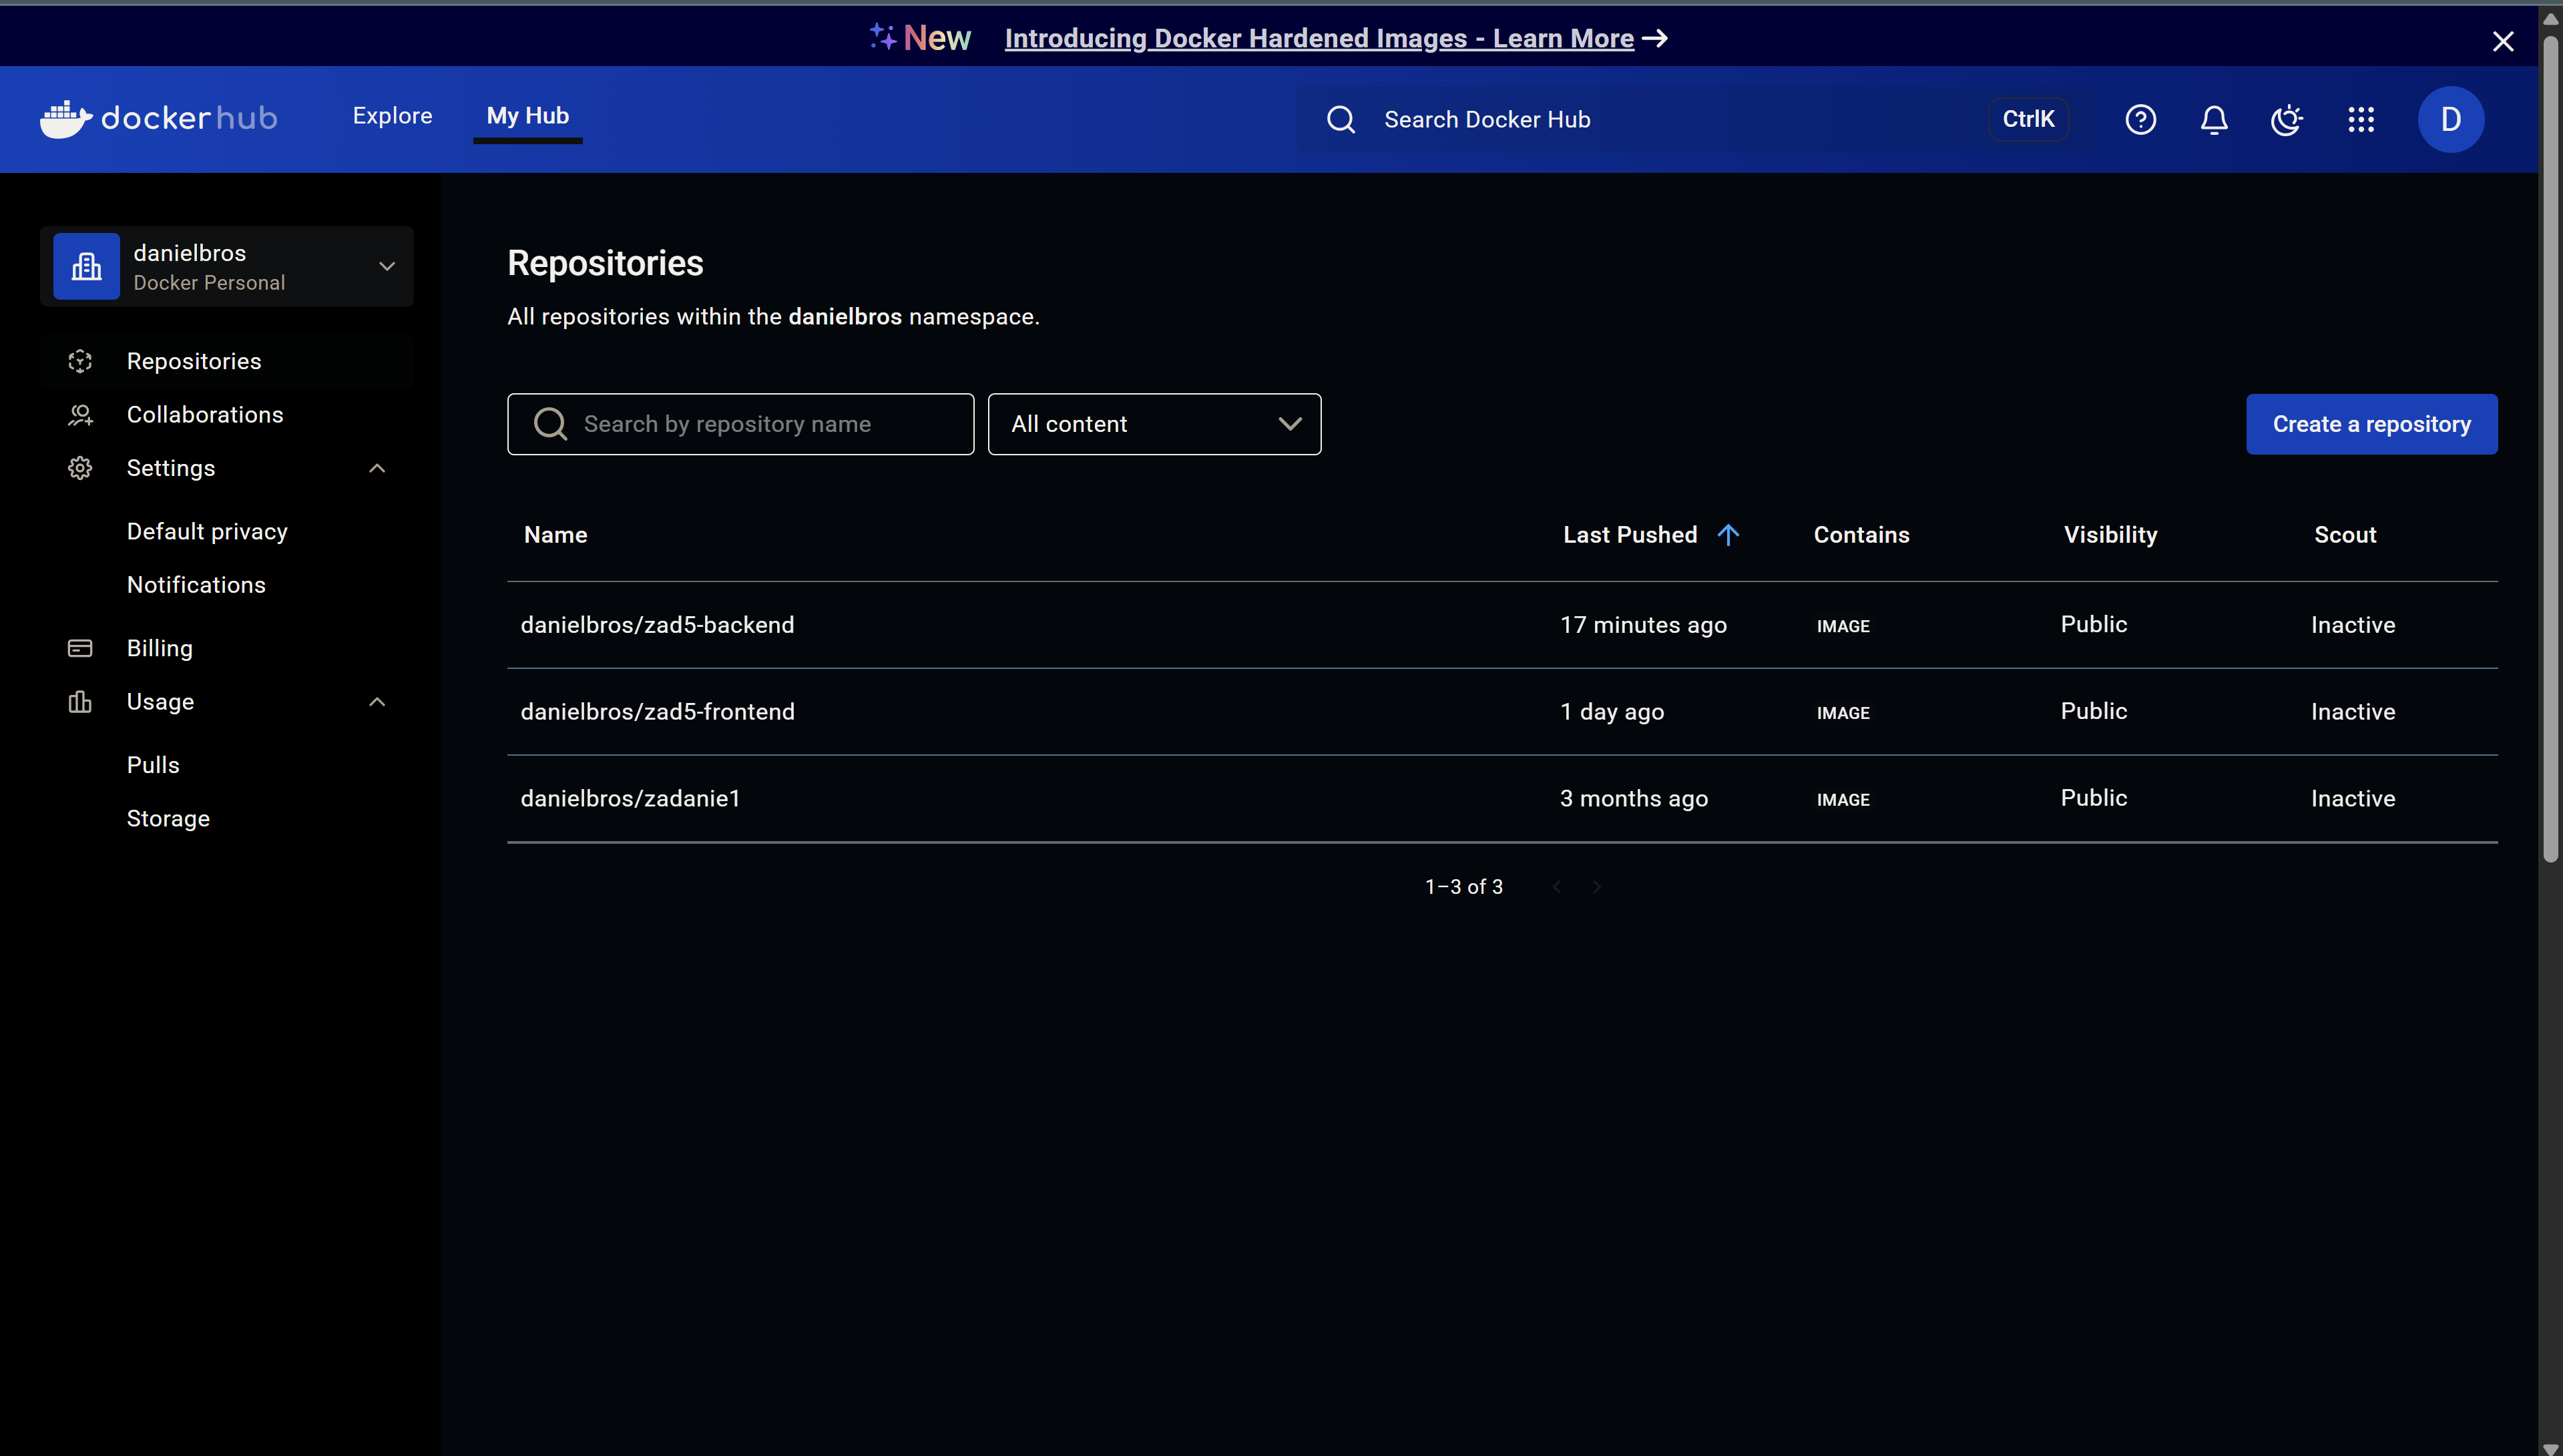 New Introducing Docker Hardened Images - Learn More
dockerhub Explore My Hub Search Docker Hub CtrlK D
danielbros
Docker Personal
Repositories
Collaborations
Settings
Default privacy
Notifications
Billing
Usage
Pulls
Storage
Repositories
All repositories within the danielbros namespace.
Search by repository name All content Create a repository
Name Last Pushed Contains Visibility Scout
danielbros/zad5-backend 17 minutes ago IMAGE Public Inactive
danielbros/zad5-frontend 1 day ago IMAGE Public Inactive
danielbros/zadanie1 3 months ago IMAGE Public Inactive
1–3 of 3